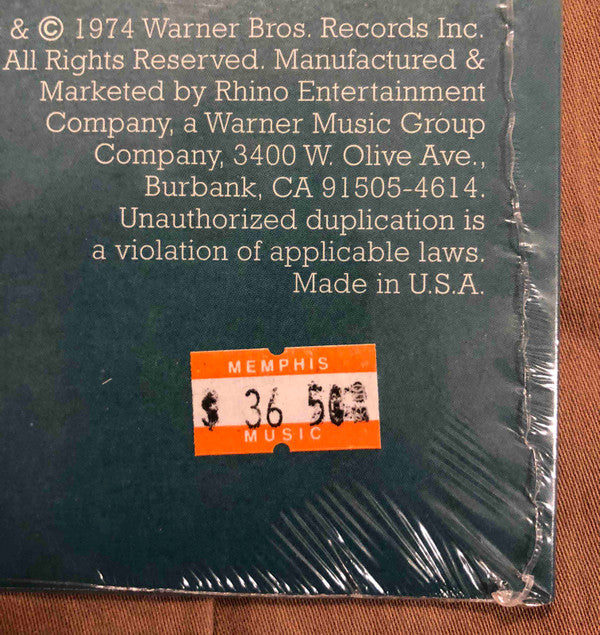 & © 1974 Warner Bros. Records Inc.
All Rights Reserved. Manufactured &
Marketed by Rhino Entertainment
Company, a Warner Music Group
Company, 3400 W. Olive Ave.,
Burbank, CA 91505-4614.
Unauthorized duplication is
a violation of applicable laws.
Made in U.S.A.
MEMPHIS
$ 36 50
MUSIC